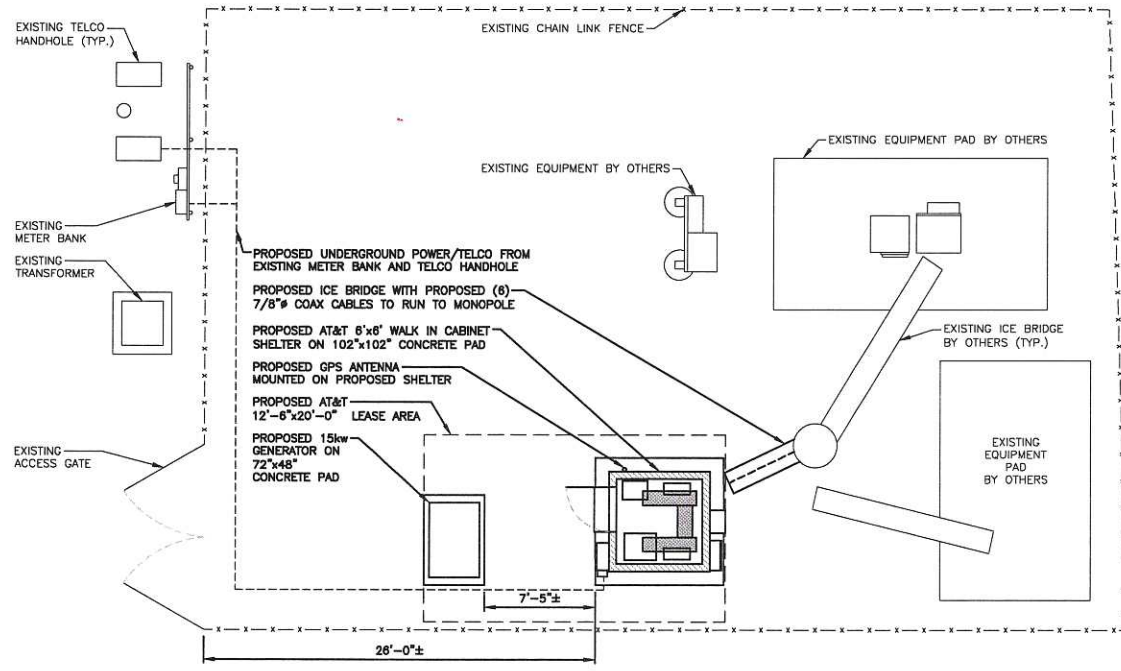 EXISTING TELCO
HANDHOLE (TYP.)
EXISTING CHAIN LINK FENCE
EXISTING EQUIPMENT PAD BY OTHERS
EXISTING EQUIPMENT BY OTHERS
EXISTING
METER BANK
EXISTING
TRANSFORMER
PROPOSED UNDERGROUND POWER/TELCO FROM
EXISTING METER BANK AND TELCO HANDHOLE
PROPOSED ICE BRIDGE WITH PROPOSED (6)
7/8"ø COAX CABLES TO RUN TO MONOPOLE
PROPOSED AT&T 6'x6' WALK IN CABINET
SHELTER ON 102"x102" CONCRETE PAD
EXISTING ICE BRIDGE
BY OTHERS (TYP.)
PROPOSED GPS ANTENNA
MOUNTED ON PROPOSED SHELTER
PROPOSED AT&T
12'-6"x20'-0" LEASE AREA
PROPOSED 15kw
GENERATOR ON
72"x48"
CONCRETE PAD
EXISTING
ACCESS GATE
EXISTING
EQUIPMENT
PAD
BY OTHERS
7'-5"±
26'-0"±